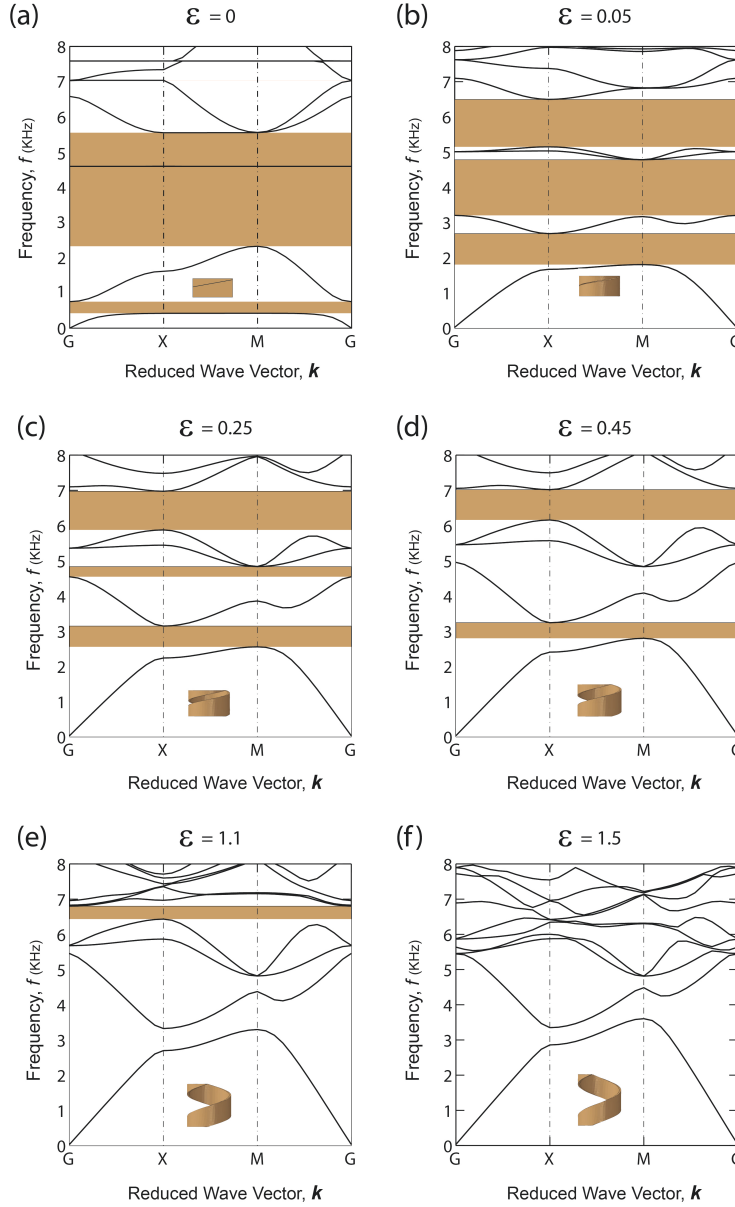 (a)
ε = 0
8
7
6
5
4
3
2
1
0
Frequency, f (KHz)
G X M G
Reduced Wave Vector, k
(b)
ε = 0.05
8
7
6
5
4
3
2
1
0
Frequency, f (KHz)
G X M G
Reduced Wave Vector, k
(c)
ε = 0.25
8
7
6
5
4
3
2
1
0
Frequency, f (KHz)
G X M G
Reduced Wave Vector, k
(d)
ε = 0.45
8
7
6
5
4
3
2
1
0
Frequency, f (KHz)
G X M G
Reduced Wave Vector, k
(e)
ε = 1.1
8
7
6
5
4
3
2
1
0
Frequency, f (KHz)
G X M G
Reduced Wave Vector, k
(f)
ε = 1.5
8
7
6
5
4
3
2
1
0
Frequency, f (KHz)
G X M G
Reduced Wave Vector, k